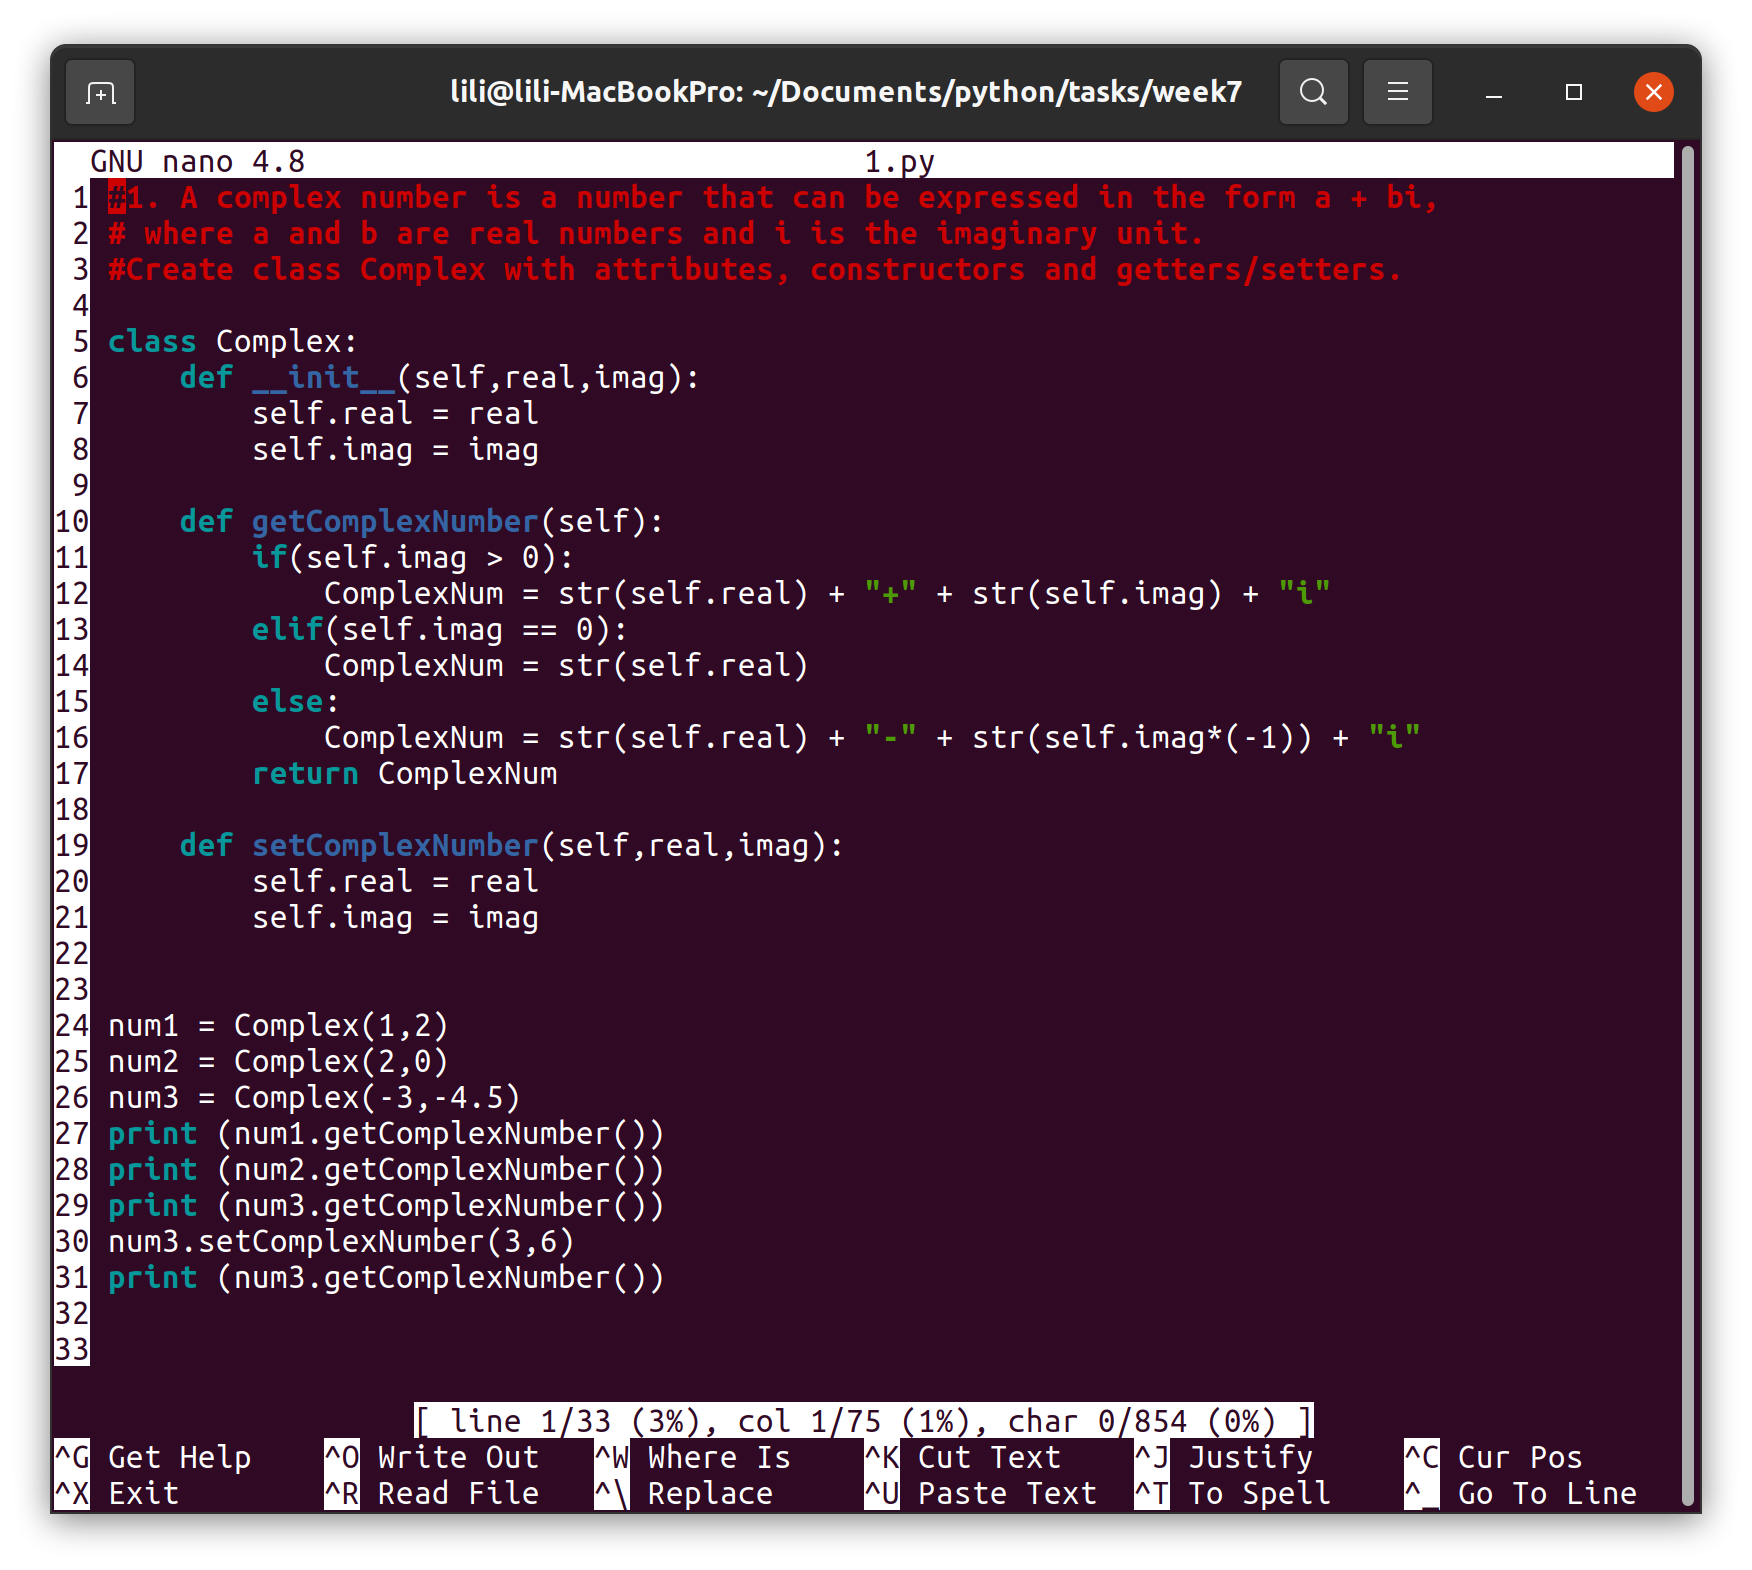 lili@lili-MacBookPro: ~/Documents/python/tasks/week7
GNU nano 4.8 1.py
1 #1. A complex number is a number that can be expressed in the form a + bi,
2 # where a and b are real numbers and i is the imaginary unit.
3 #Create class Complex with attributes, constructors and getters/setters.
4
5 class Complex:
6     def __init__(self,real,imag):
7         self.real = real
8         self.imag = imag
9
10     def getComplexNumber(self):
11         if(self.imag > 0):
12             ComplexNum = str(self.real) + "+" + str(self.imag) + "i"
13         elif(self.imag == 0):
14             ComplexNum = str(self.real)
15         else:
16             ComplexNum = str(self.real) + "-" + str(self.imag*(-1)) + "i"
17         return ComplexNum
18
19     def setComplexNumber(self,real,imag):
20         self.real = real
21         self.imag = imag
22
23
24 num1 = Complex(1,2)
25 num2 = Complex(2,0)
26 num3 = Complex(-3,-4.5)
27 print (num1.getComplexNumber())
28 print (num2.getComplexNumber())
29 print (num3.getComplexNumber())
30 num3.setComplexNumber(3,6)
31 print (num3.getComplexNumber())
32
33
[ line 1/33 (3%), col 1/75 (1%), char 0/854 (0%) ]
^G Get Help ^O Write Out ^W Where Is ^K Cut Text ^J Justify ^C Cur Pos
^X Exit ^R Read File ^\ Replace ^U Paste Text ^T To Spell ^_ Go To Line